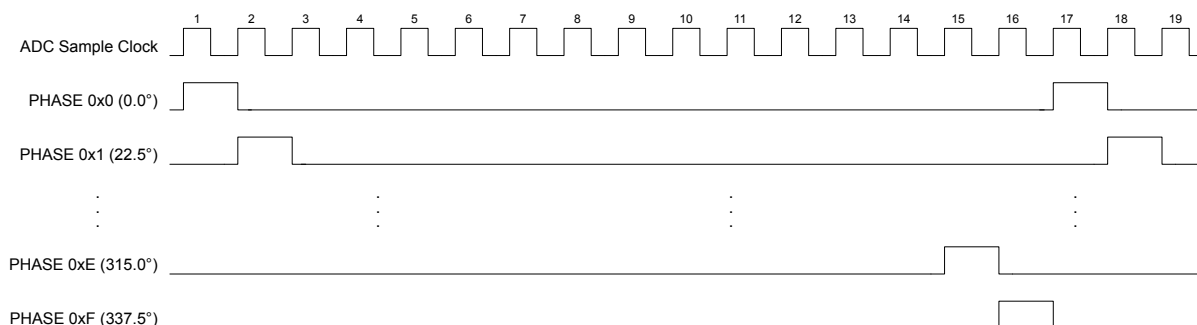 1 2 3 4 5 6 7 8 9 10 11 12 13 14 15 16 17 18 19
ADC Sample Clock
PHASE 0x0 (0.0°)
PHASE 0x1 (22.5°)
PHASE 0xE (315.0°)
PHASE 0xF (337.5°)